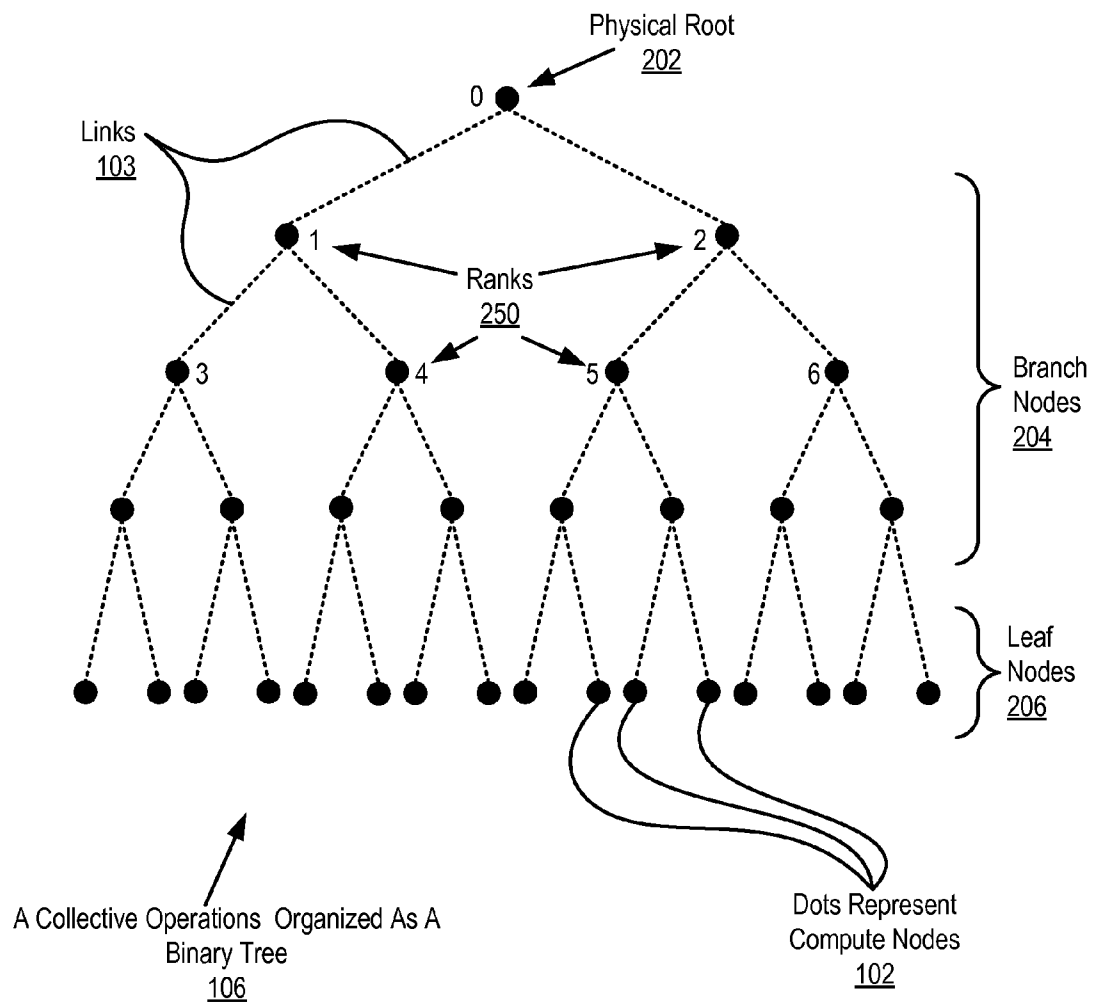 Physical Root
202
0
Links
103
1
2
Ranks
250
3
4
5
6
Branch
Nodes
204
Leaf
Nodes
206
A Collective Operations Organized As A
Binary Tree
106
Dots Represent
Compute Nodes
102